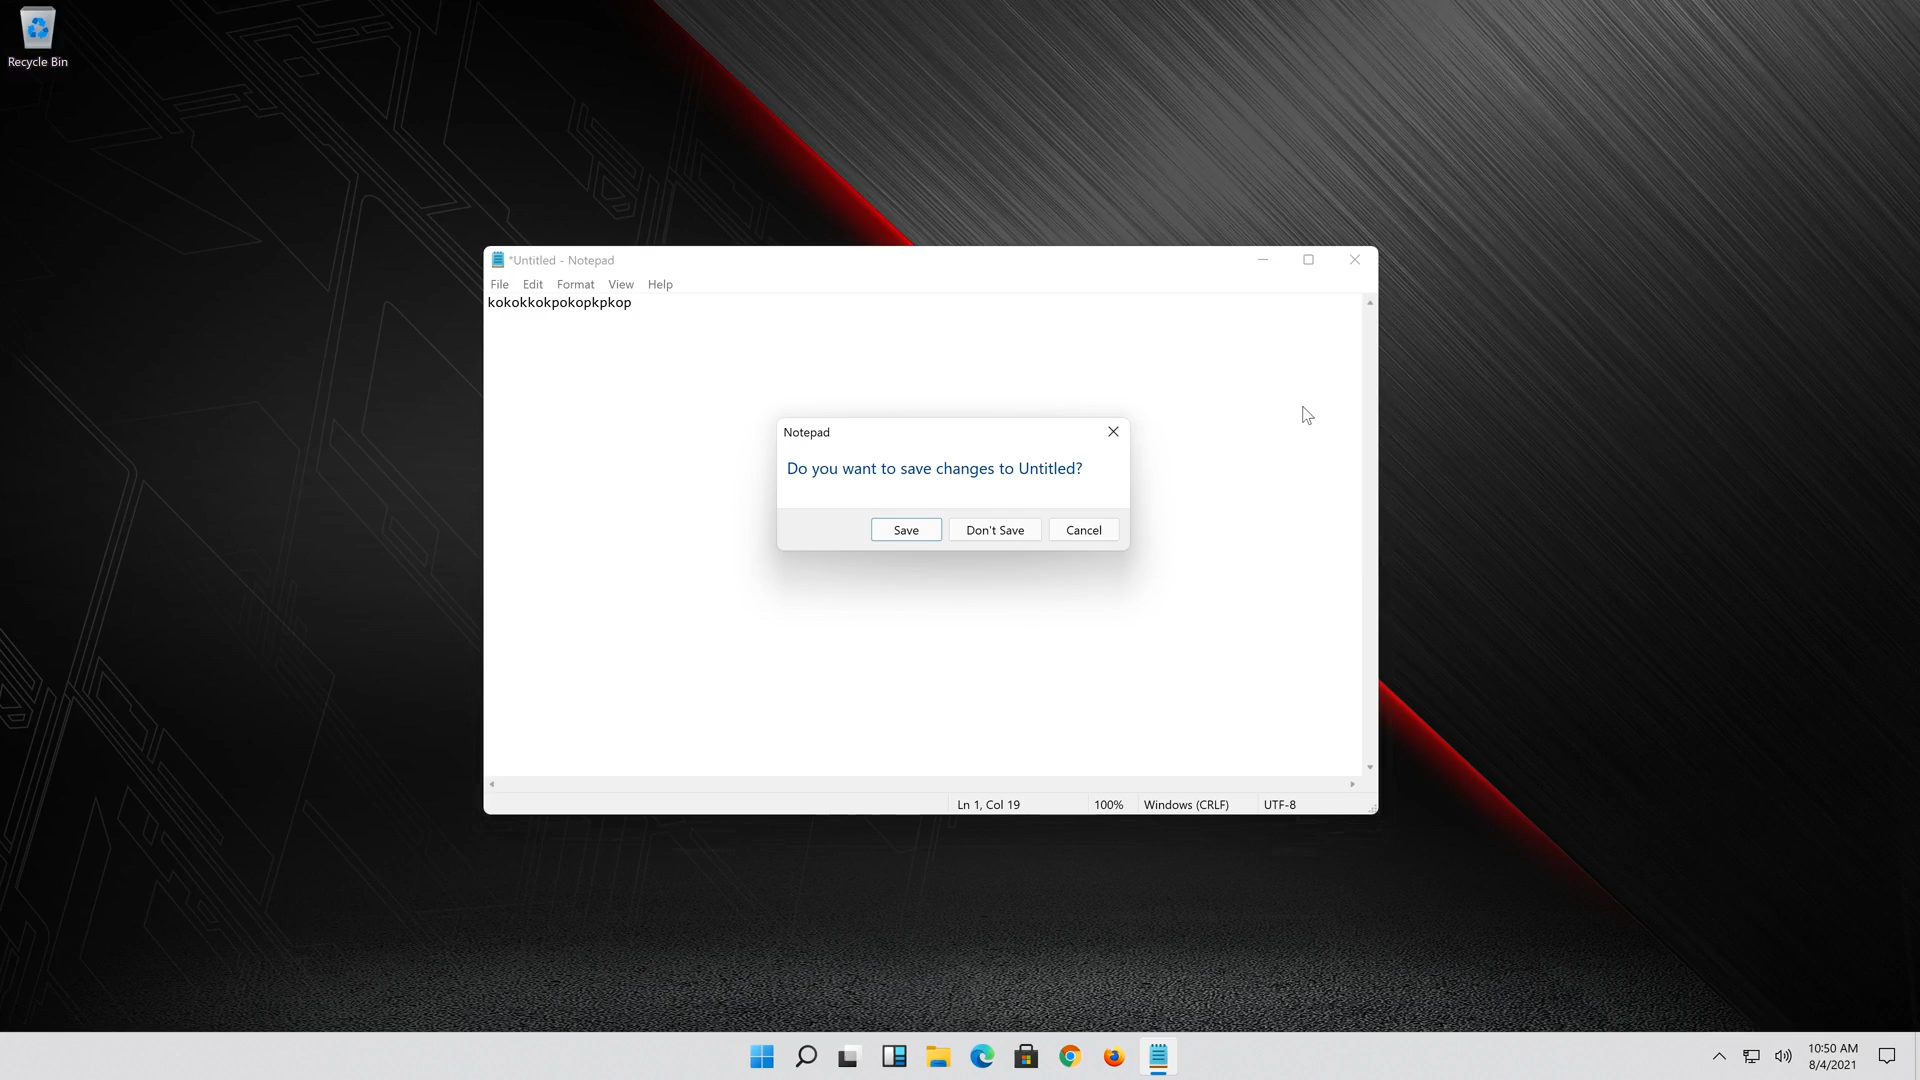 Recycle Bin
*Untitled - Notepad
File Edit Format View Help
kokokkokpokopkpkop
Notepad
Do you want to save changes to Untitled?
Save Don't Save Cancel
Ln 1, Col 19 100% Windows (CRLF) UTF-8
10:50 AM
8/4/2021